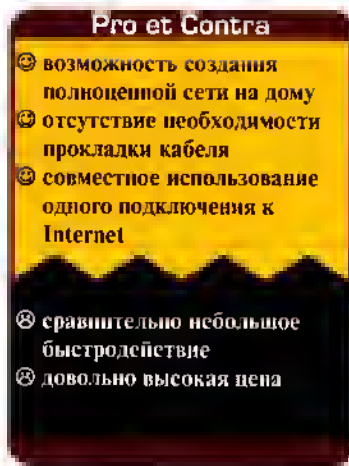 Pro et Contra
возможность создания
полноценной сети на дому
отсутствие необходимости
прокладки кабеля
совместное использование
одного подключения к
Internet
сравнительно небольшое
быстродействие
довольно высокая цена